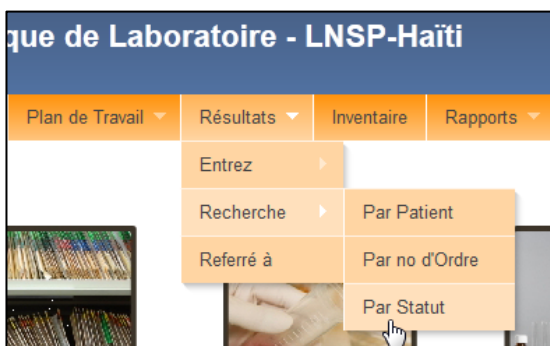 que de Laboratoire - LNSP-Haïti
Plan de Travail Résultats Inventaire Rapports
Entrez
Recherche Par Patient
Referré à Par no d'Ordre
Par Statut